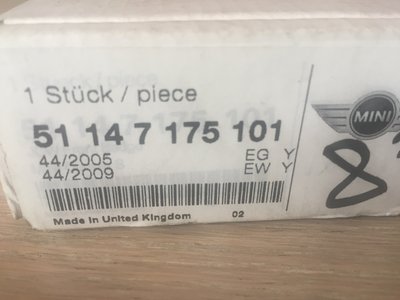 1 Stück / piece
51 14 7 175 101
MINI
44/2005 EG Y
44/2009 EW Y
8
Made in United Kingdom 02